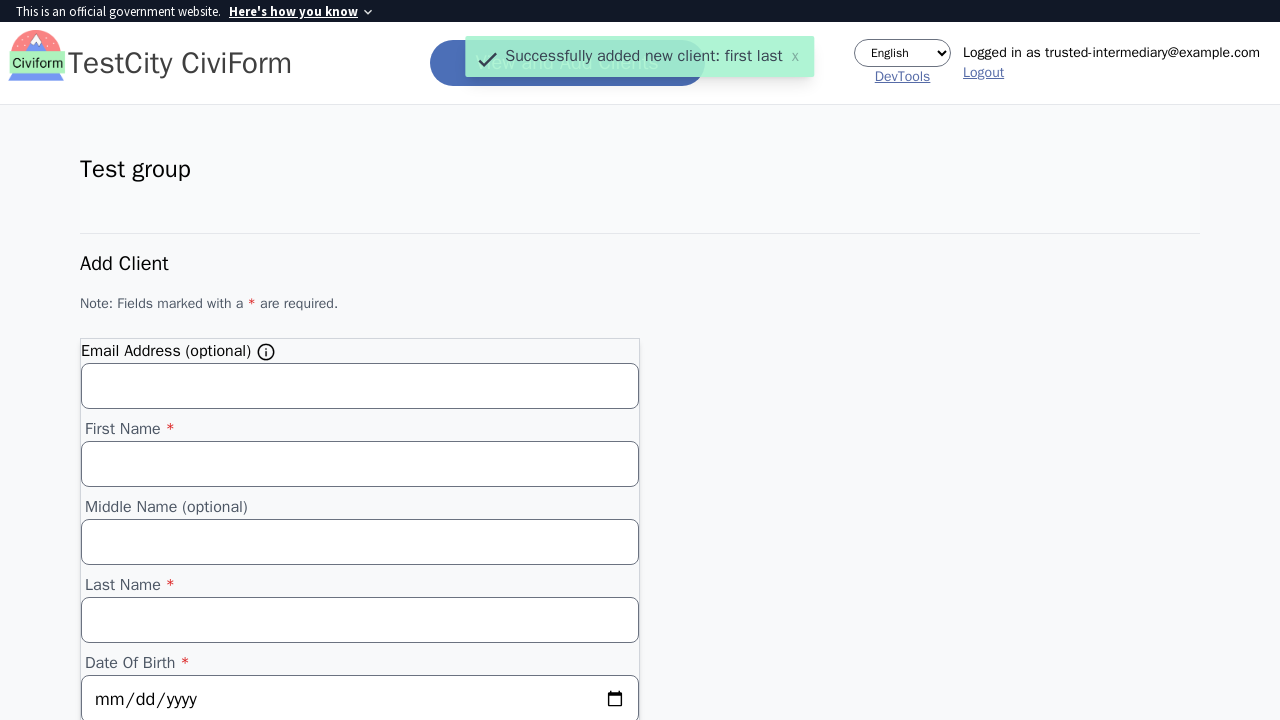 This is an official government website. Here's how you know
Civiform TestCity CiviForm
Successfully added new client: first last x
English
DevTools
Logged in as trusted-intermediary@example.com
Logout
Test group
Add Client
Note: Fields marked with a * are required.
Email Address (optional)
First Name *
Middle Name (optional)
Last Name *
Date Of Birth *
mm/dd/yyyy